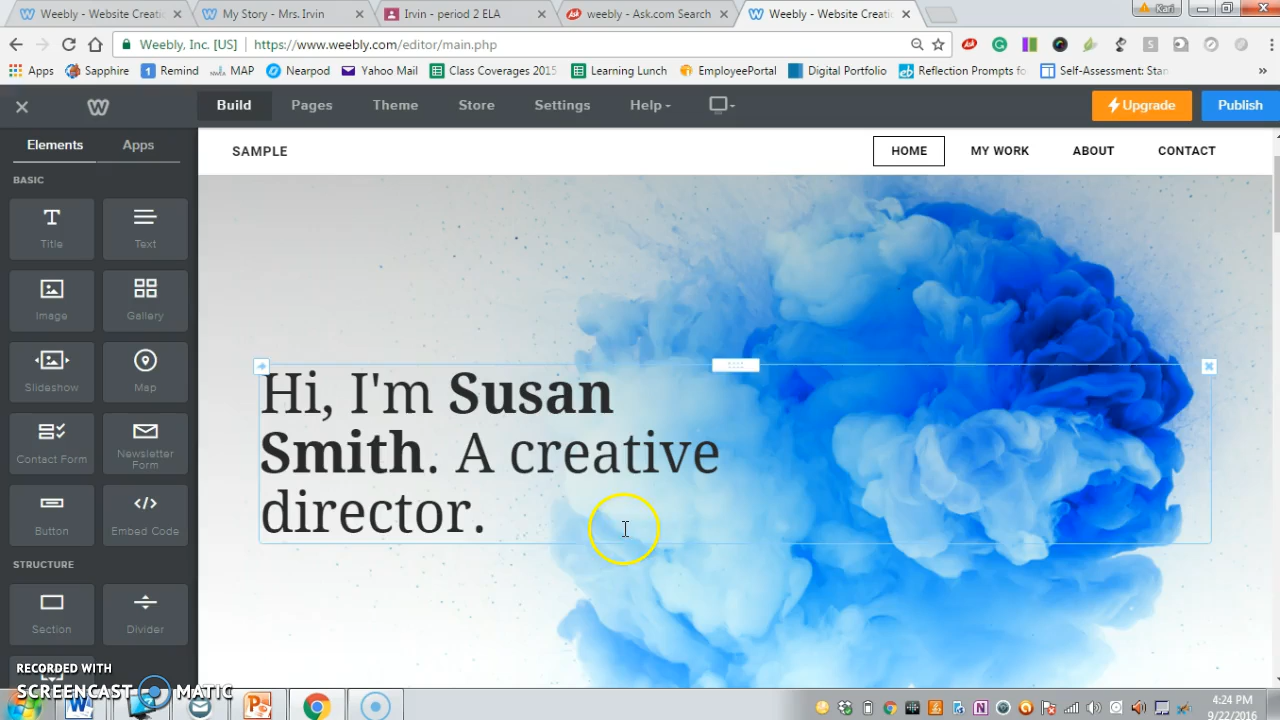 Weebly - Website Creati
My Story - Mrs. Irvin
Irvin - period 2 ELA
weebly - Ask.com Search
Weebly - Website Creati
Kari
Weebly, Inc. [US]
https://www.weebly.com/editor/main.php
Apps
Sapphire
Remind
MAP
Nearpod
Yahoo Mail
Class Coverages 2015
Learning Lunch
EmployeePortal
Digital Portfolio
Reflection Prompts fo
Self-Assessment: Stan
Build
Pages
Theme
Store
Settings
Help
Upgrade
Publish
Elements
Apps
SAMPLE
HOME
MY WORK
ABOUT
CONTACT
BASIC
Title
Text
Image
Gallery
Slideshow
Map
Contact Form
Newsletter
Form
Button
Embed Code
STRUCTURE
Section
Divider
Hi, I'm Susan
Smith. A creative
director.
RECORDED WITH
SCREENCAST MATIC
4:24 PM
9/22/2016